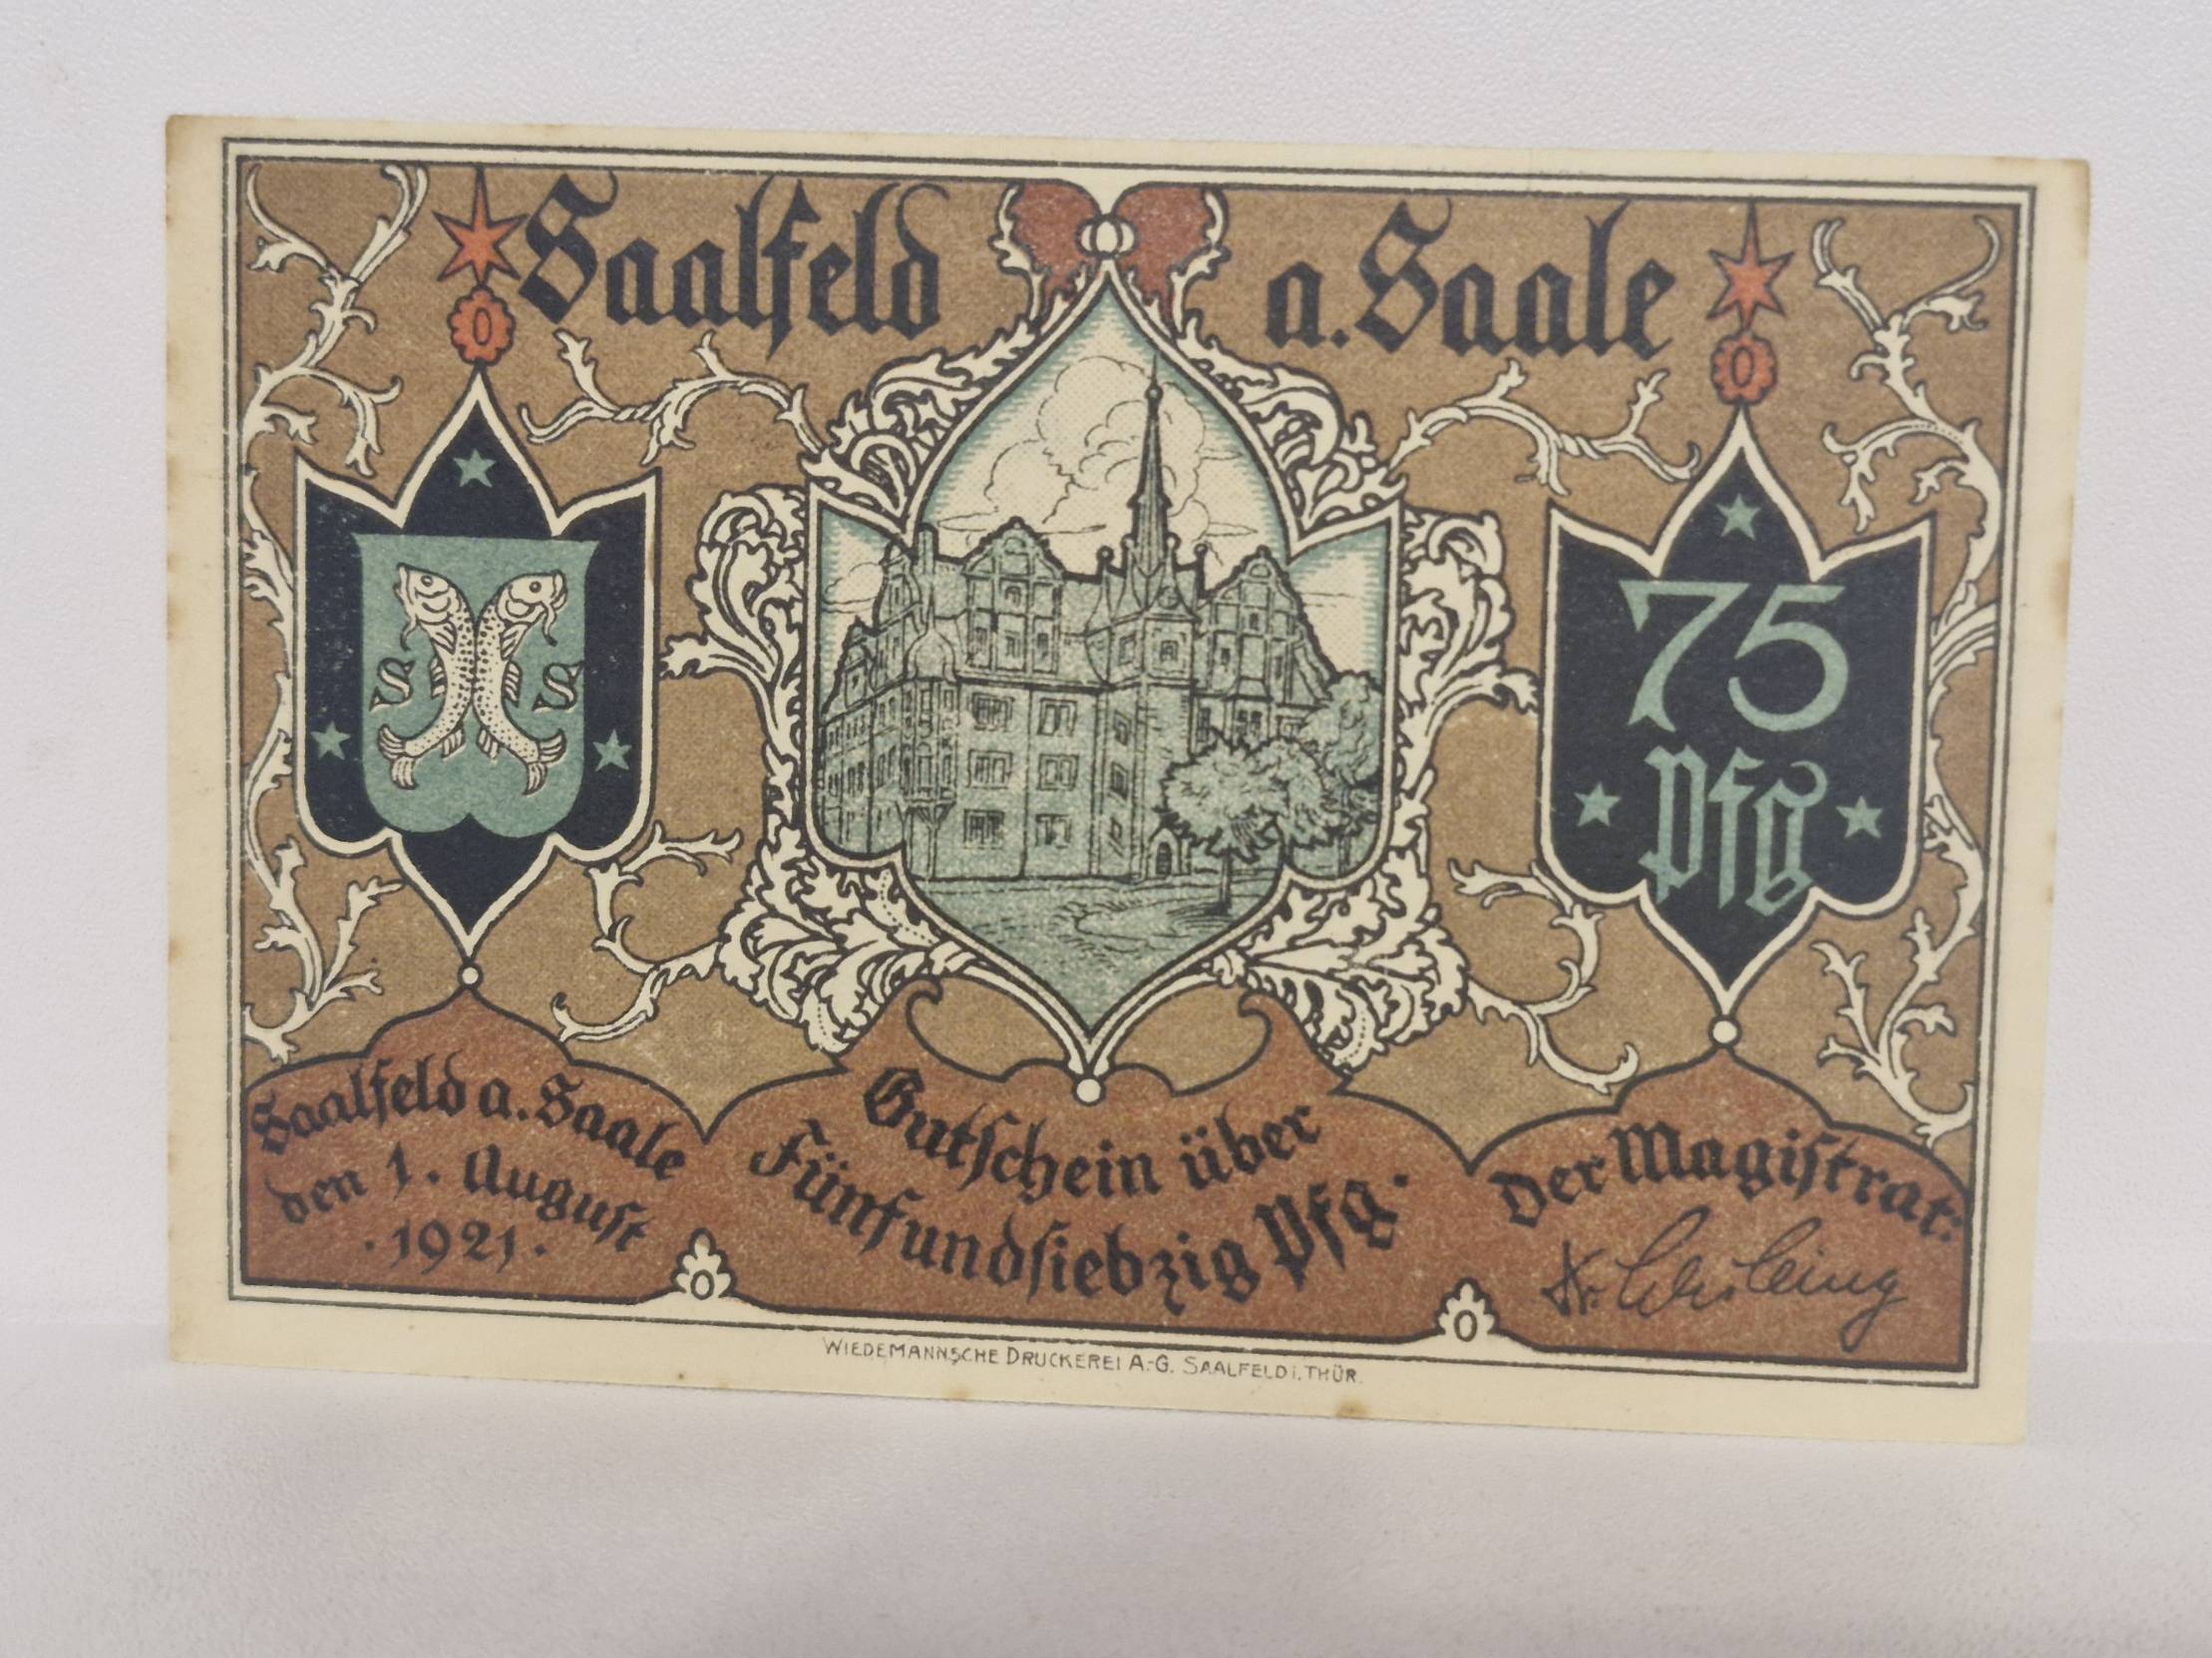 Saalfeld a. Saale
S S
75
Pfg
Saalfeld a. Saale
den 1. August
· 1921 ·
Gutschein über
Fünfundsiebzig Pfg.
Der Magistrat:
Dr.
WIEDEMANNSCHE DRUCKEREI A.-G. SAALFELD i. THÜR.